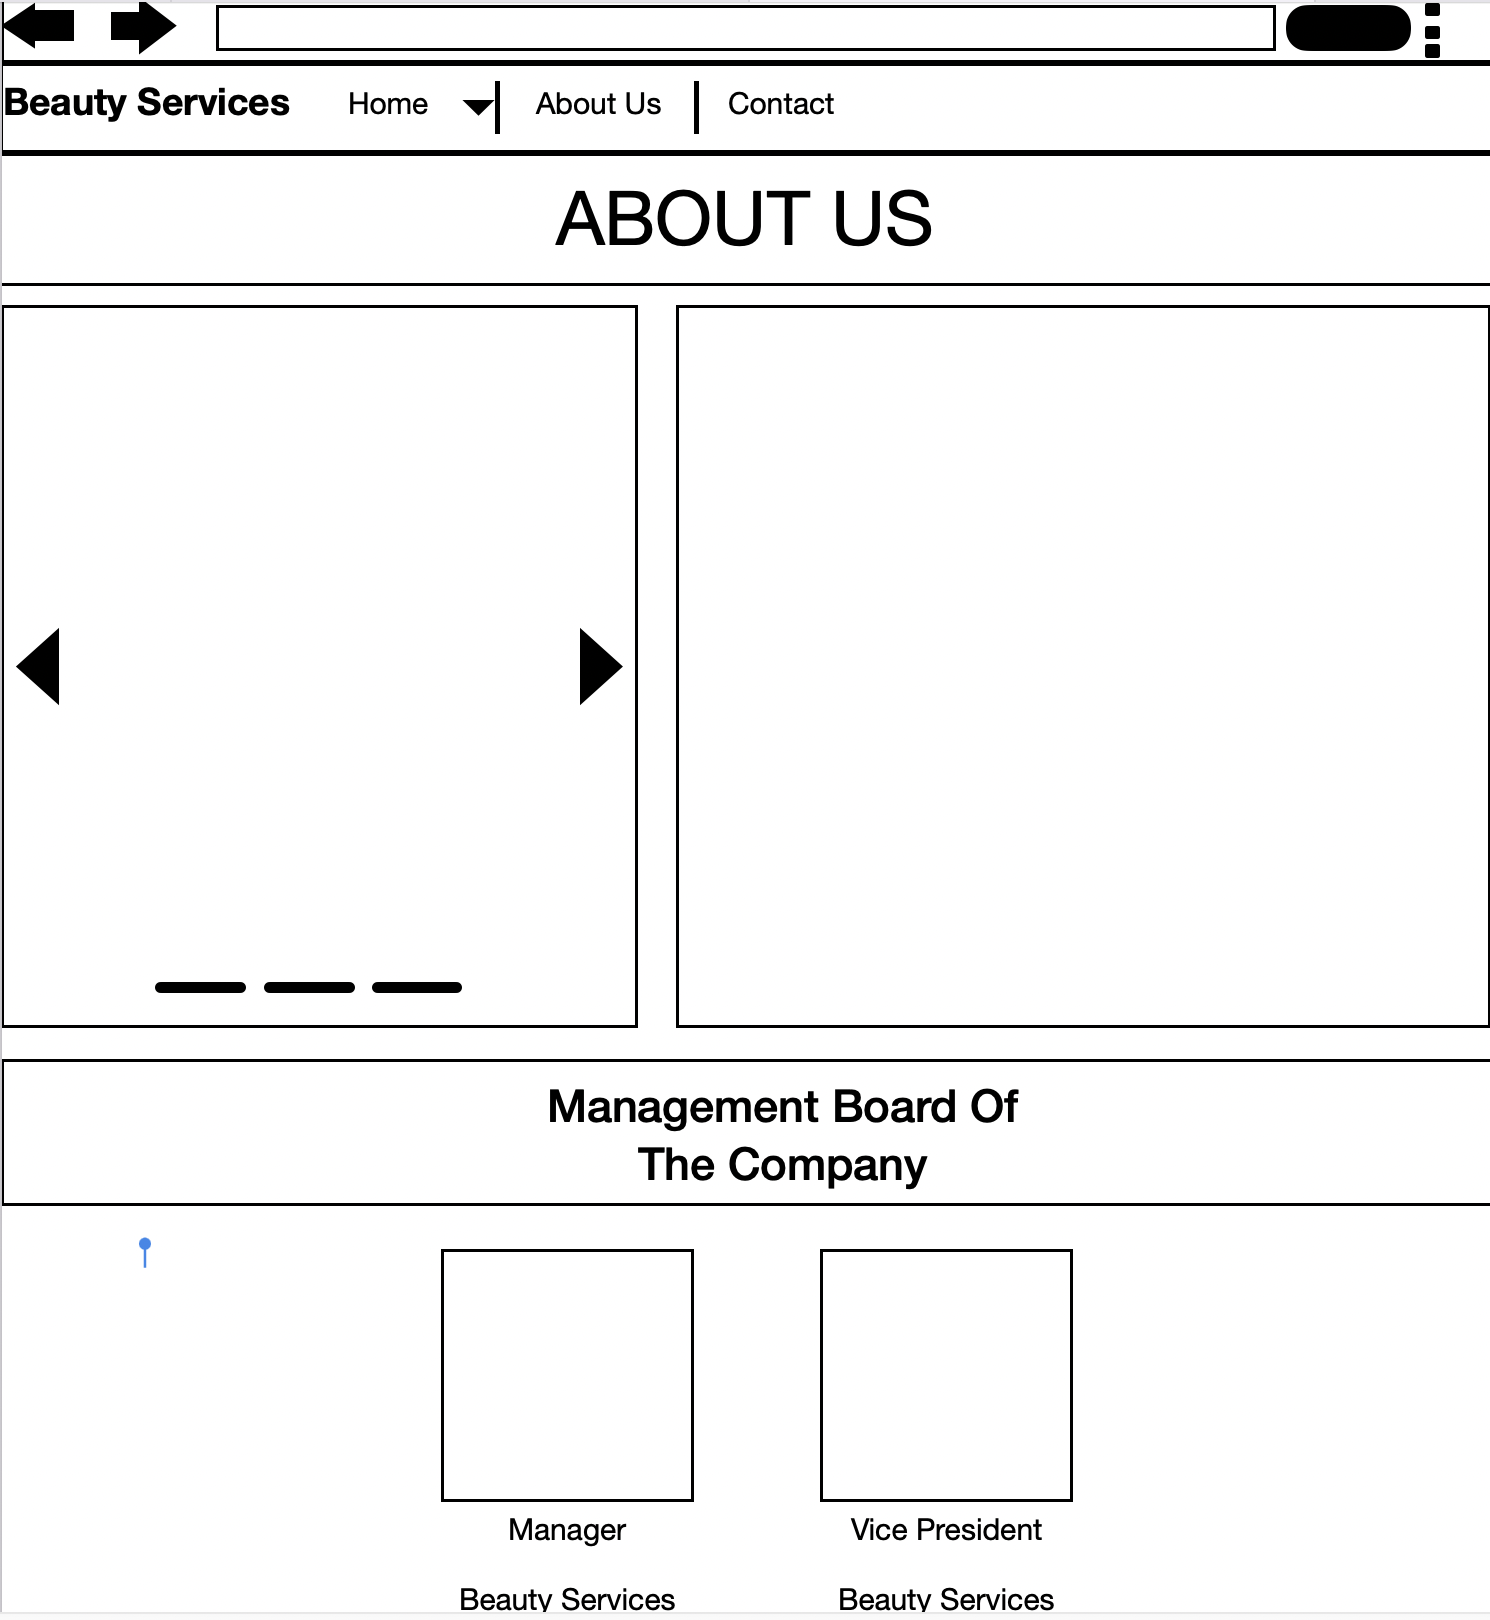 Beauty Services Home About Us Contact
ABOUT US
Management Board Of
The Company
Manager Vice President
Beauty Services Beauty Services